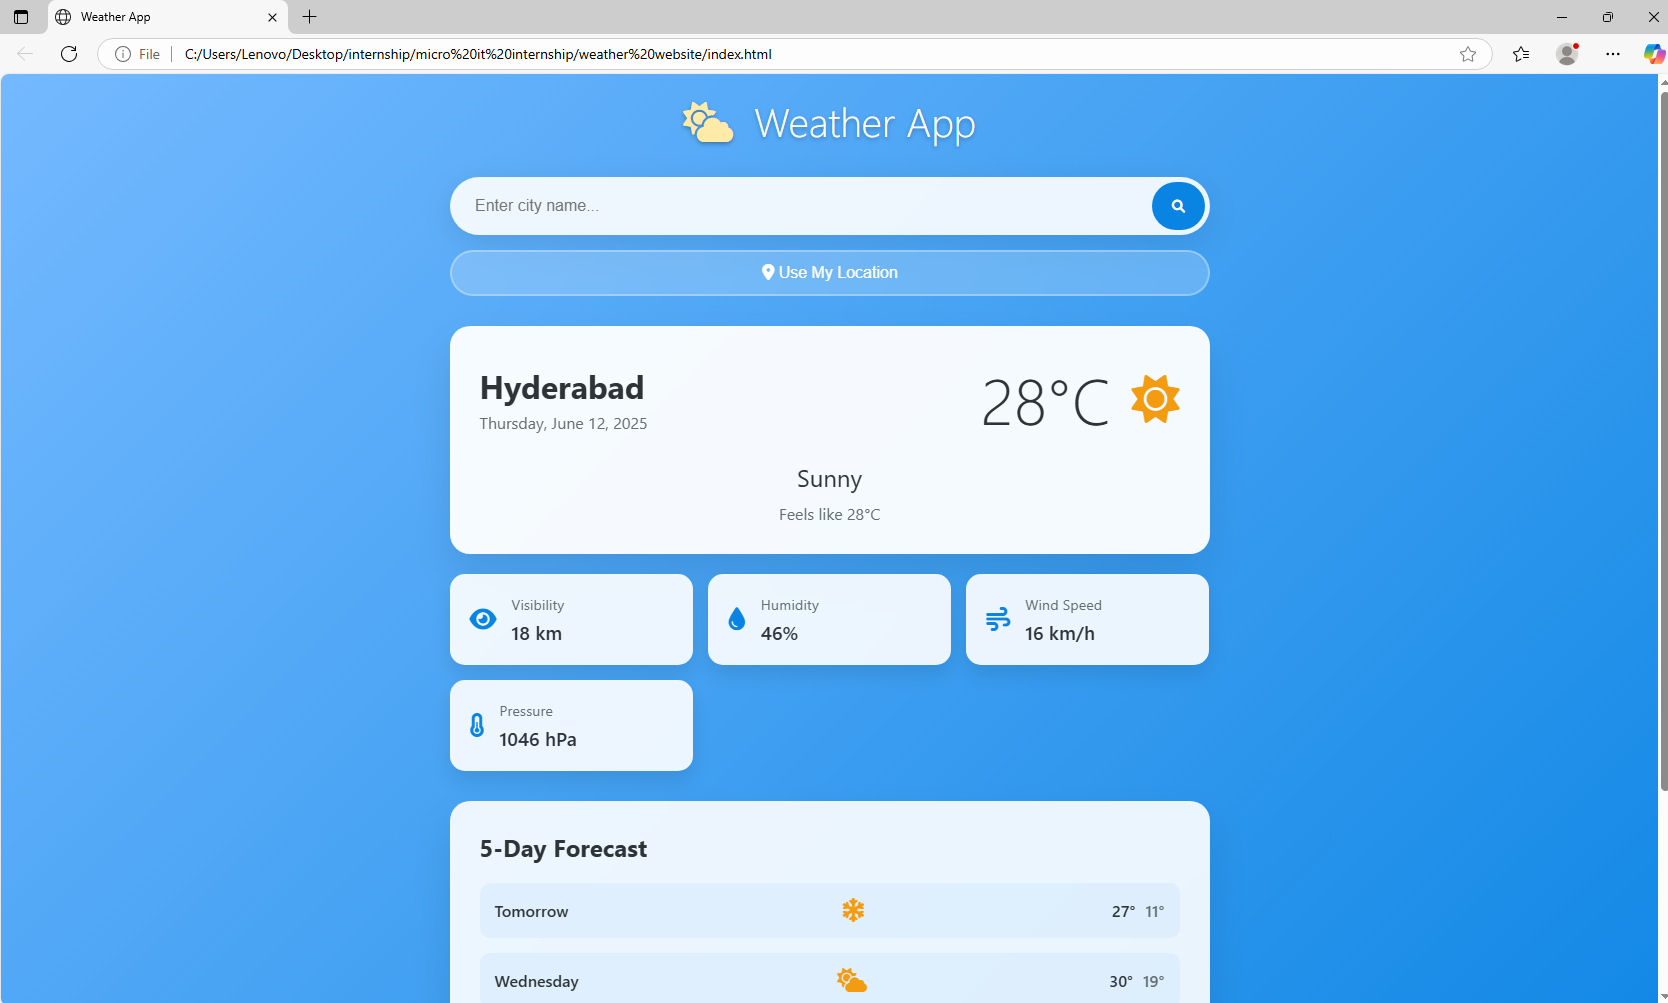 Weather App
File
C:/Users/Lenovo/Desktop/internship/micro%20it%20internship/weather%20website/index.html
Weather App
Enter city name...
Use My Location
Hyderabad
28°C
Thursday, June 12, 2025
Sunny
Feels like 28°C
Visibility
18 km
Humidity
46%
Wind Speed
16 km/h
Pressure
1046 hPa
5-Day Forecast
Tomorrow 27° 11°
Wednesday 30° 19°